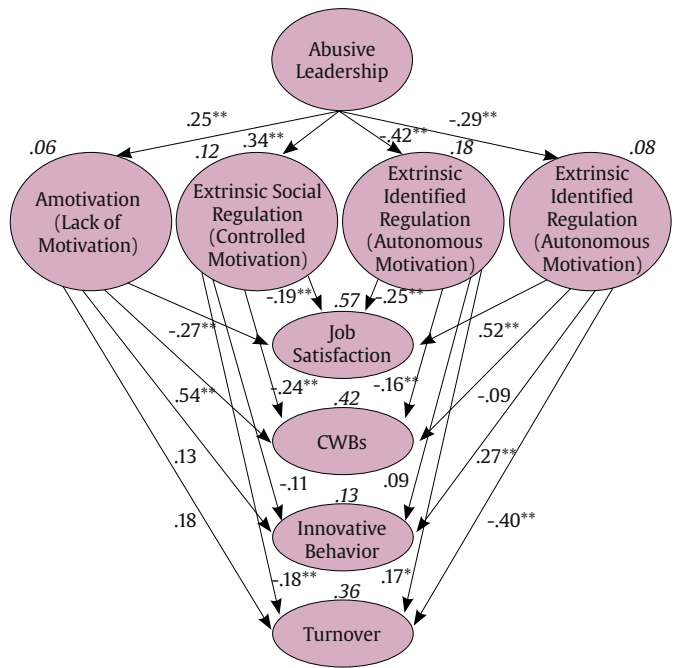 Abusive
Leadership
.25**
.34**
-.42**
-.29**
.06
.12
.18
.08
Amotivation
(Lack of
Motivation)
Extrinsic Social
Regulation
(Controlled
Motivation)
Extrinsic
Identified
Regulation
(Autonomous
Motivation)
Extrinsic
Identified
Regulation
(Autonomous
Motivation)
-.19**
.57
-.25**
Job
Satisfaction
-.27**
.52**
-.24**
-.16**
.54**
.42
-.09
CWBs
.13
-.11
.09
.27**
.13
Innovative
Behavior
.18
-.40**
-.18**
.17*
.36
Turnover